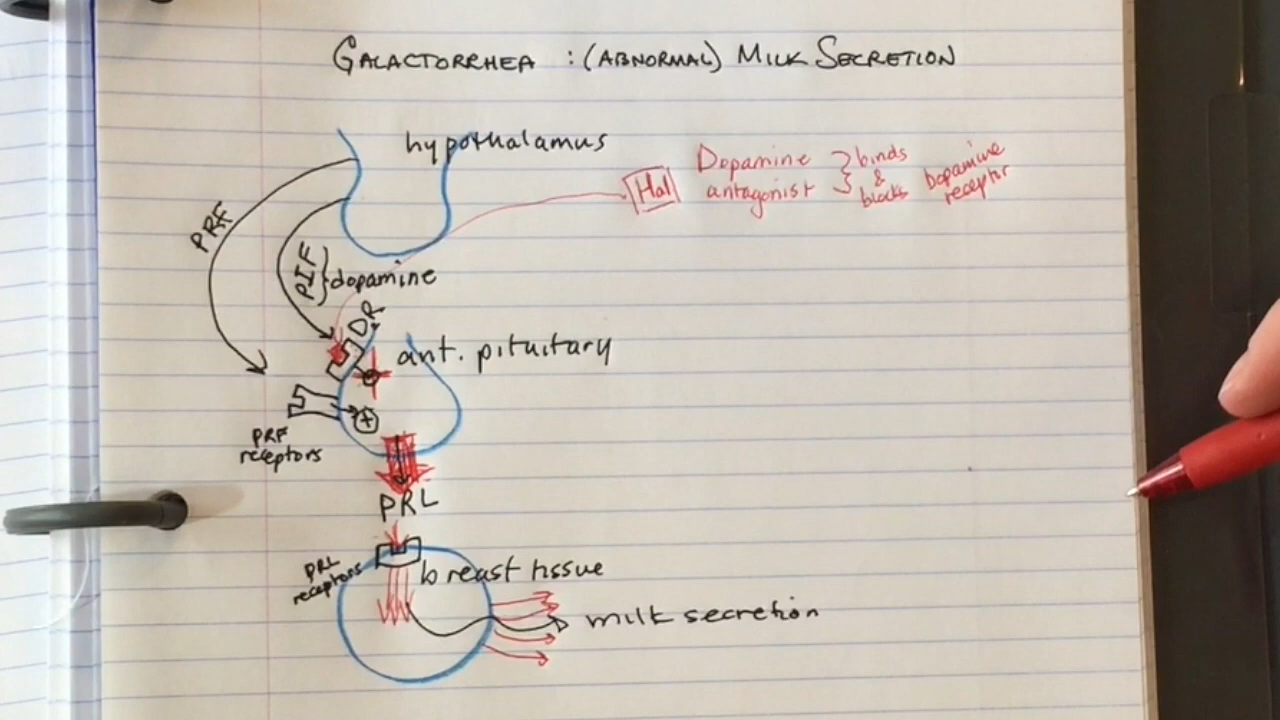 GALACTORRHEA : (ABNORMAL) MILK SECRETION
hypothalamus
Hal
Dopamine
antagonist
binds
&
blocks
Dopamine
receptor
PRF
PIF
dopamine
DR
ant. pituitary
+
PRF
receptors
PRL
PRL
receptors
breast tissue
milk secretion